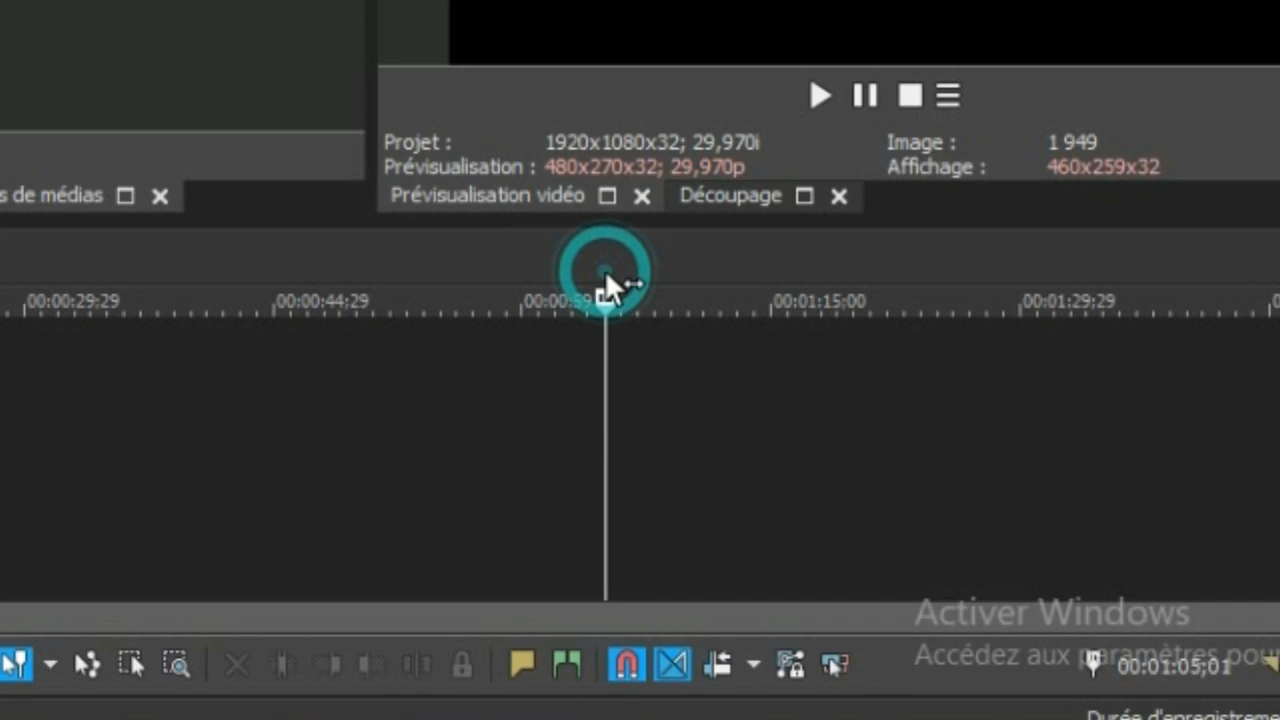 Projet : 1920x1080x32; 29,970i Image : 1 949
Prévisualisation : 480x270x32; 29,970p Affichage : 460x259x32
s de médias Prévisualisation vidéo Découpage
00:00:29;29 00:00:44;29 00:00:59 00:01:15:00 00:01:29;29
Activer Windows
Accédez aux paramètres pour
00:01:05;01
Durée d'enregistreme